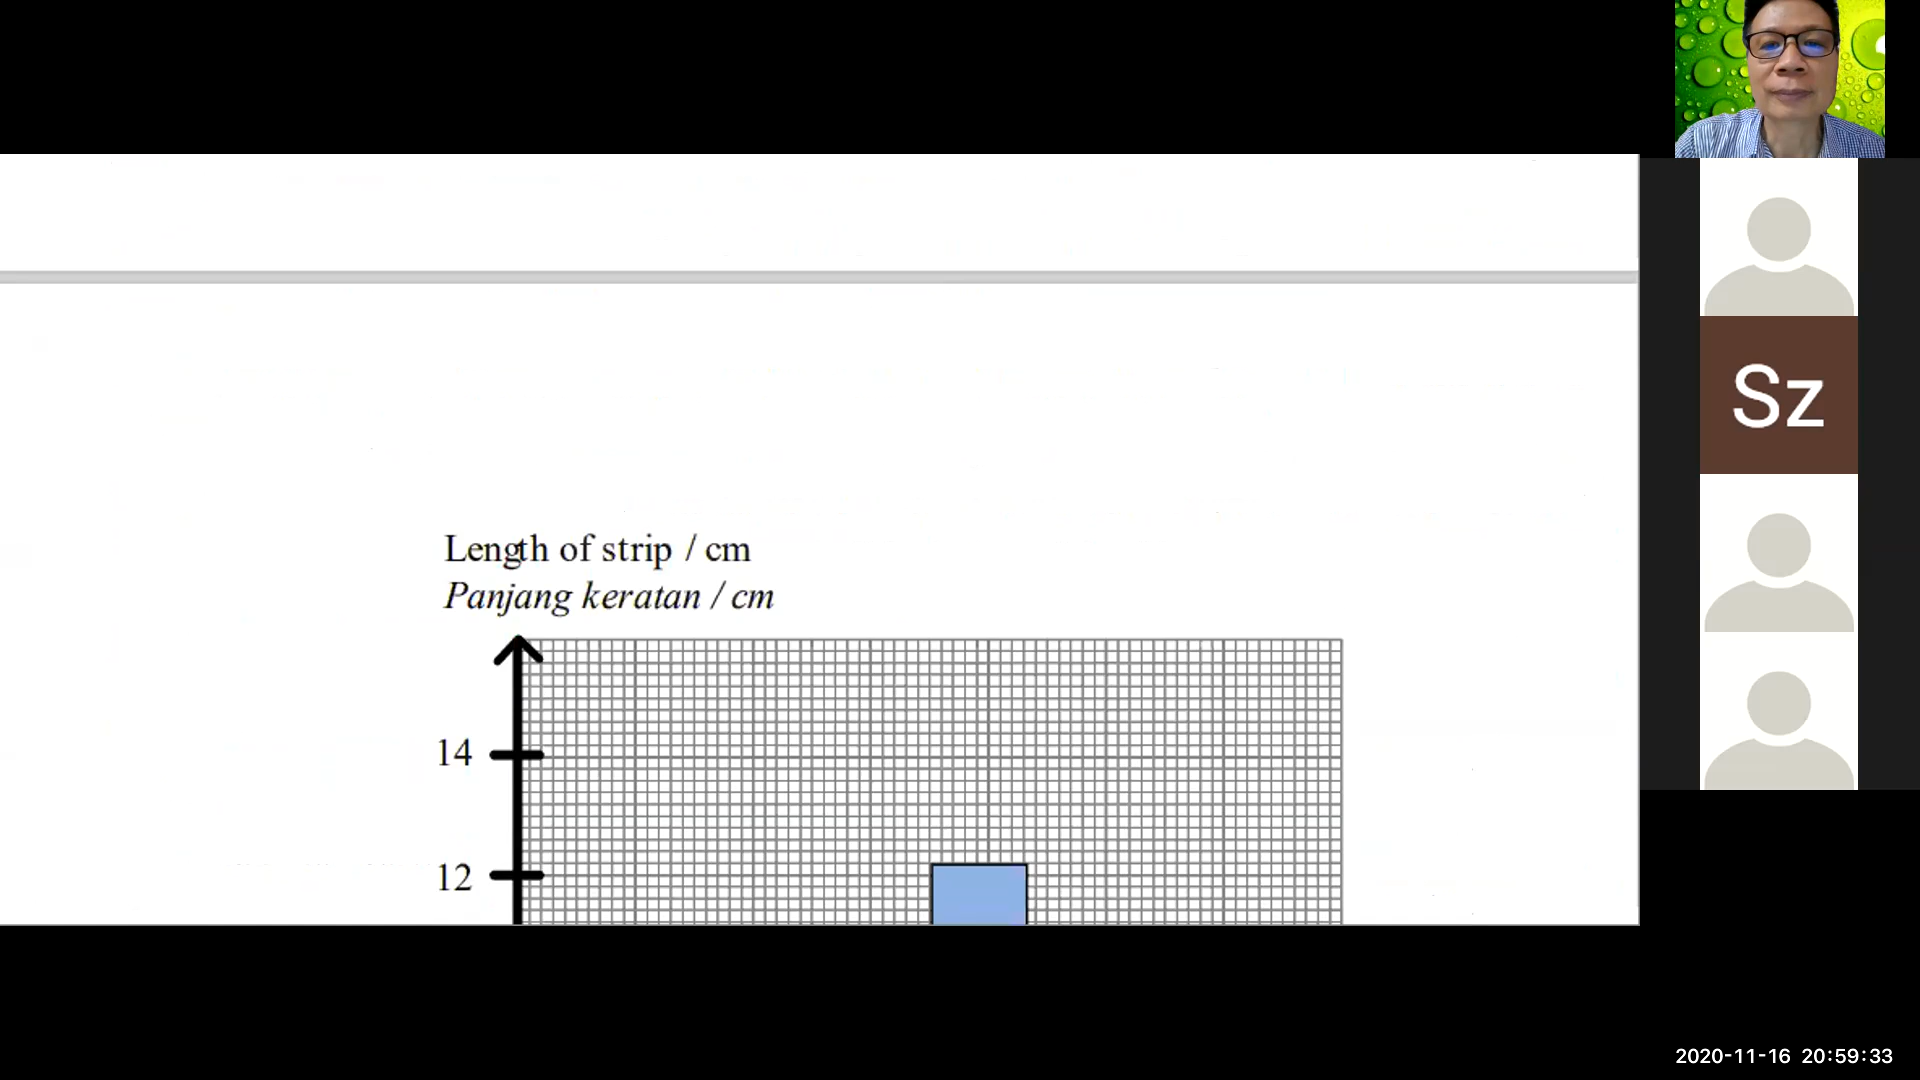 Sz
Length of strip / cm
Panjang keratan / cm
14
12
2020-11-16 20:59:33